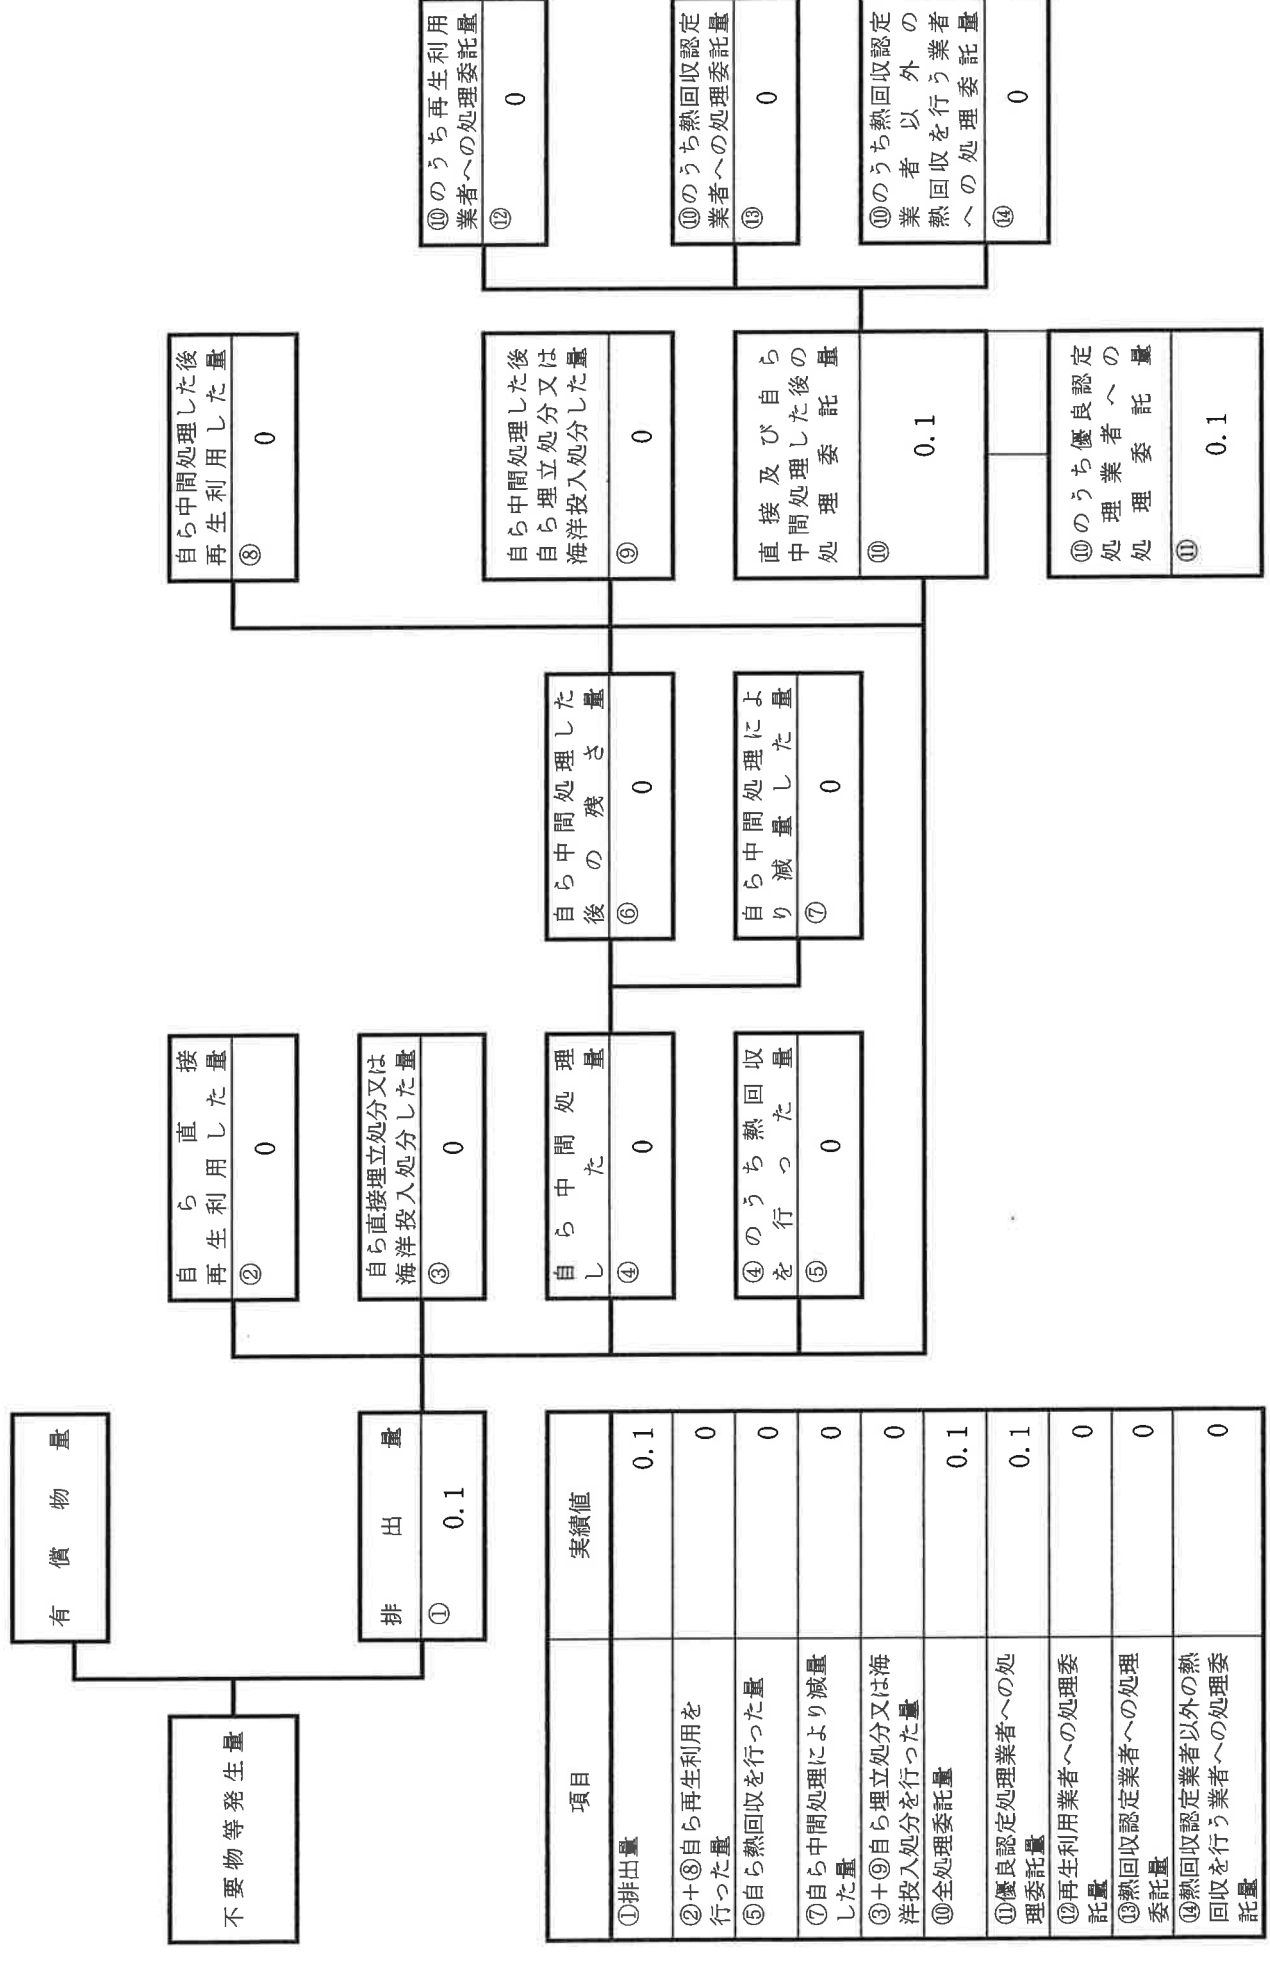 不要物等発生量
有償物量
排出量
① 0.1
自ら直接
再生利用した量
② 0
自ら直接埋立処分又は
海洋投入処分した量
③ 0
自ら中間処理
した量
④ 0
④のうち熱回収
を行った量
⑤ 0
自ら中間処理した
後の残さ量
⑥ 0
自ら中間処理によ
り減量した量
⑦ 0
自ら中間処理した後
再生利用した量
⑧ 0
自ら中間処理した後
自ら埋立処分又は
海洋投入処分した量
⑨ 0
直接及び自ら
中間処理した後の
処理委託量
⑩ 0.1
⑩のうち優良認定
処理業者への
処理委託量
⑪ 0.1
⑩のうち再生利用
業者への処理委託量
⑫ 0
⑩のうち熱回収認定
業者への処理委託量
⑬ 0
⑩のうち熱回収認定
業者以外の
熱回収を行う業者
への処理委託量
⑭ 0
項目 実績値
①排出量 0.1
②+⑧自ら再生利用を
行った量 0
⑤自ら熱回収を行った量 0
⑦自ら中間処理により減量
した量 0
③+⑨自ら埋立処分又は海
洋投入処分を行った量 0
⑩全処理委託量 0.1
⑪優良認定処理業者への処
理委託量 0.1
⑫再生利用業者への処理委
託量 0
⑬熱回収認定業者への処理
委託量 0
⑭熱回収認定業者以外の熱
回収を行う業者への処理委
託量 0